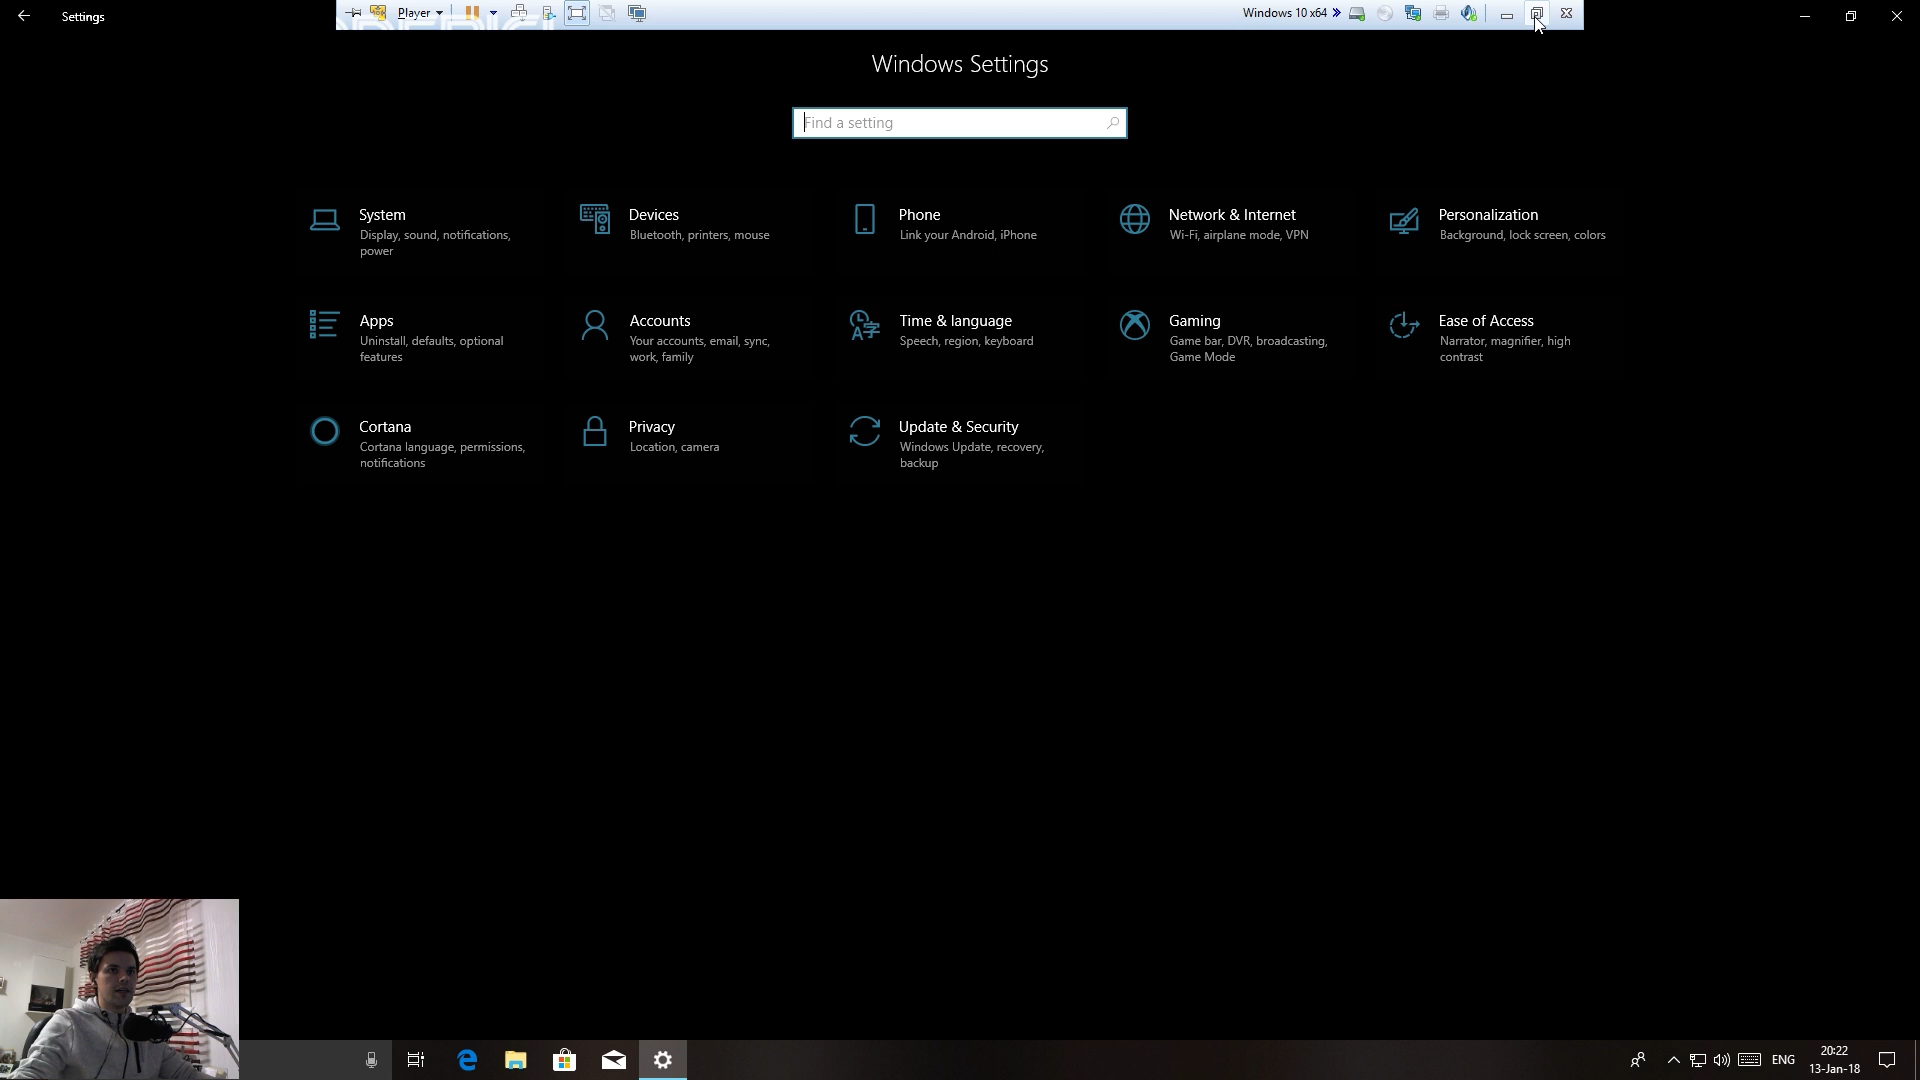 Settings
Player
Windows 10 x64
Windows Settings
Find a setting
System
Display, sound, notifications,
power
Devices
Bluetooth, printers, mouse
Phone
Link your Android, iPhone
Network & Internet
Wi-Fi, airplane mode, VPN
Personalization
Background, lock screen, colors
Apps
Uninstall, defaults, optional
features
Accounts
Your accounts, email, sync,
work, family
Time & language
Speech, region, keyboard
Gaming
Game bar, DVR, broadcasting,
Game Mode
Ease of Access
Narrator, magnifier, high
contrast
Cortana
Cortana language, permissions,
notifications
Privacy
Location, camera
Update & Security
Windows Update, recovery,
backup
ENG
20:22
13-Jan-18